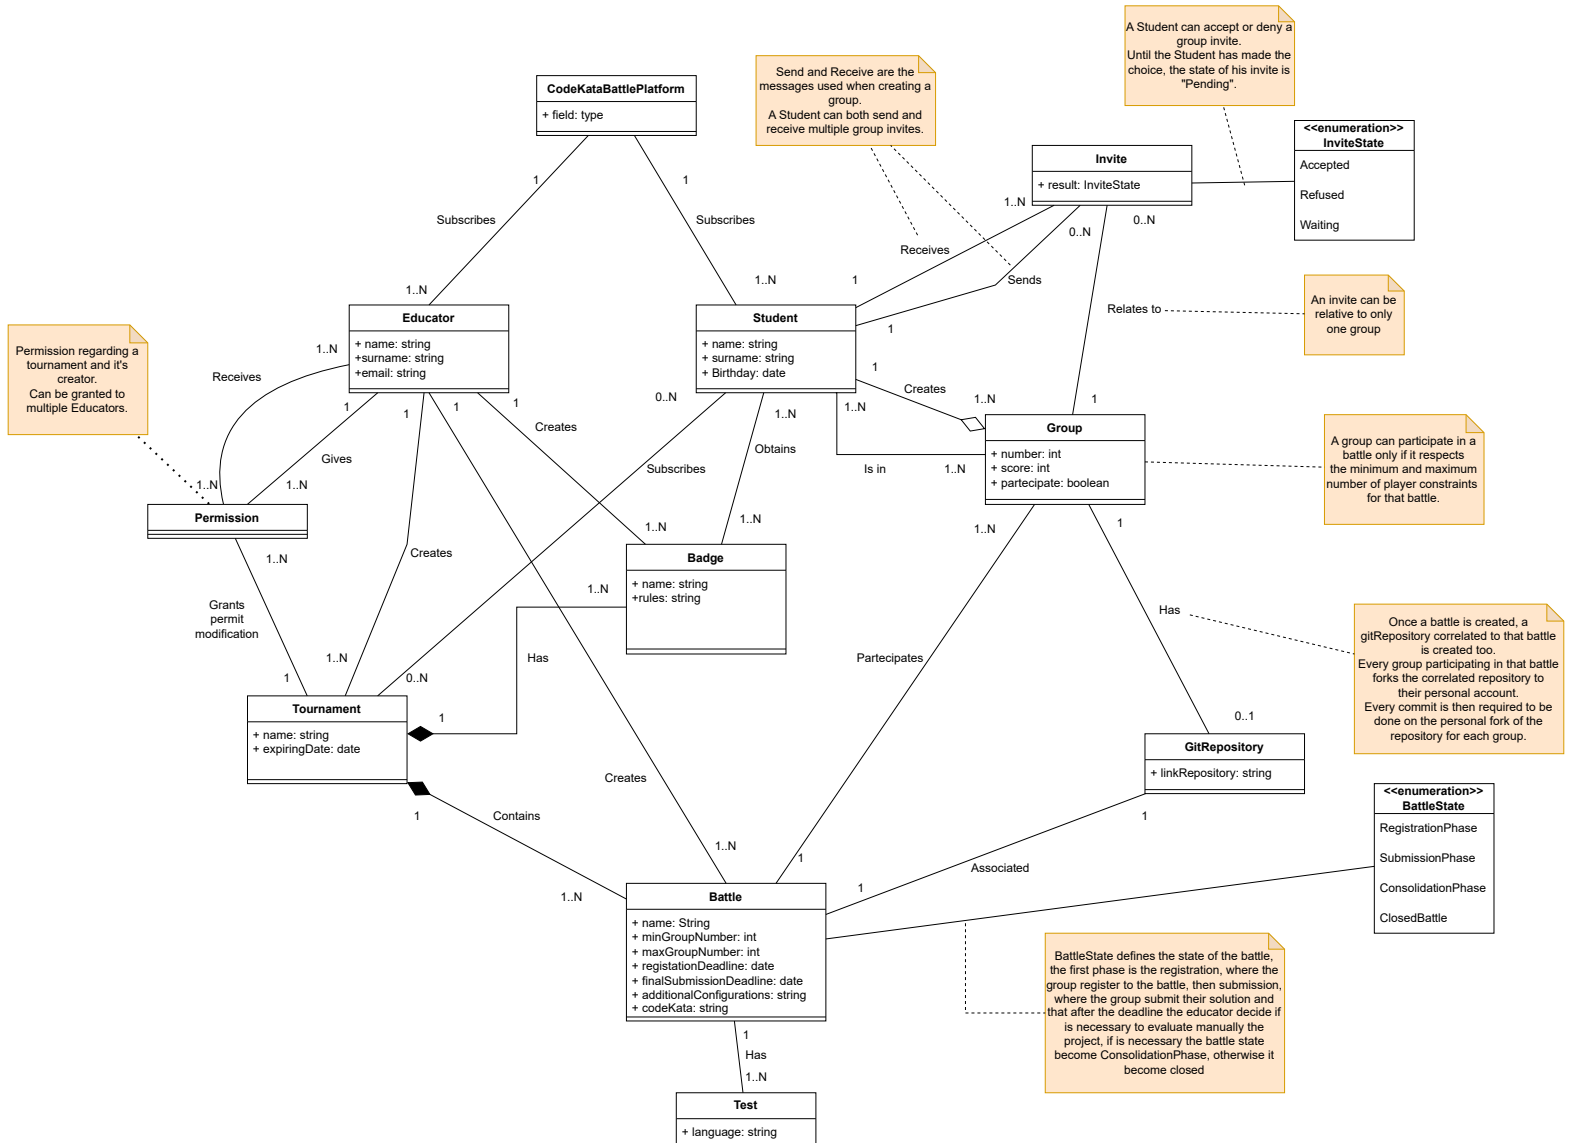 A Student can accept or deny a
group invite.
Until the Student has made the
choice, the state of his invite is
"Pending".
Send and Receive are the
messages used when creating a
group.
A Student can both send and
receive multiple group invites.
CodeKataBattlePlatform
+ field: type
<<enumeration>>
InviteState
Accepted
Refused
Waiting
Invite
+ result: InviteState
1
1
1..N
0..N
0..N
Subscribes
Subscribes
Receives
Sends
1
1..N
1..N
1
Relates to
An invite can be
relative to only
one group
Educator
+ name: string
+surname: string
+email: string
Student
+ name: string
+ surname: string
+ Birthday: date
Permission regarding a
tournament and it's
creator.
Can be granted to
multiple Educators.
1..N
Receives
1
1
1
1
0..N
1..N
1..N
1
Creates
1..N
1
Creates
Obtains
Gives
Subscribes
Is in
1..N
Group
+ number: int
+ score: int
+ partecipate: boolean
A group can participate in a
battle only if it respects
the minimum and maximum
number of player constraints
for that battle.
1..N
1..N
Permission
1..N
1..N
1..N
1
1..N
Creates
Badge
+ name: string
+rules: string
1..N
Grants
permit
modification
Has
Once a battle is created, a
gitRepository correlated to that battle
is created too.
Every group participating in that battle
forks the correlated repository to
their personal account.
Every commit is then required to be
done on the personal fork of the
repository for each group.
1..N
Has
Partecipates
1
0..N
Tournament
+ name: string
+ expiringDate: date
1
0..1
GitRepository
+ linkRepository: string
Creates
1
Contains
1
<<enumeration>>
BattleState
RegistrationPhase
SubmissionPhase
ConsolidationPhase
ClosedBattle
1..N
1
Associated
1
1..N
Battle
+ name: String
+ minGroupNumber: int
+ maxGroupNumber: int
+ registationDeadline: date
+ finalSubmissionDeadline: date
+ additionalConfigurations: string
+ codeKata: string
BattleState defines the state of the battle,
the first phase is the registration, where the
group register to the battle, then submission,
where the group submit their solution and
that after the deadline the educator decide if
is necessary to evaluate manually the
project, if is necessary the battle state
become ConsolidationPhase, otherwise it
become closed
1
Has
1..N
Test
+ language: string